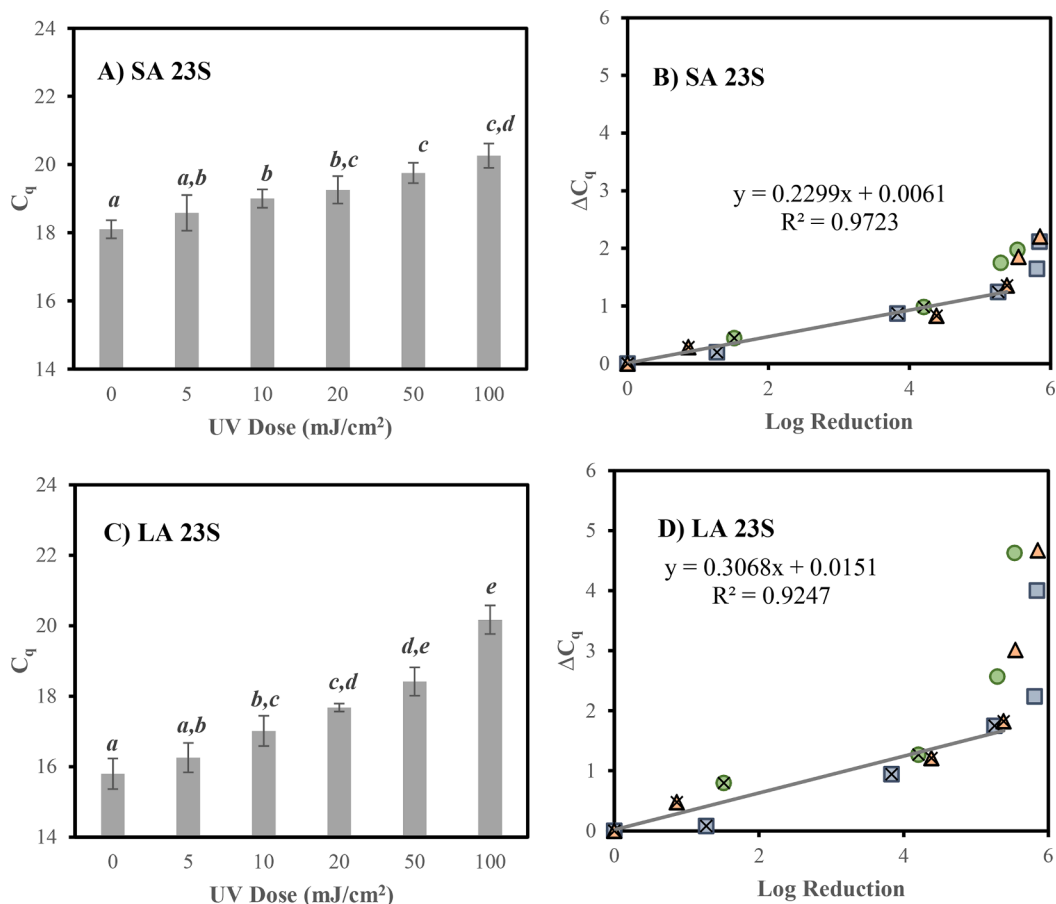 A) SA 23S
24
22
20
18
16
14
C_q
a
a,b
b
b,c
c
c,d
0 5 10 20 50 100
UV Dose (mJ/cm²)
B) SA 23S
6
5
4
3
2
1
0
ΔC_q
y = 0.2299x + 0.0061
R² = 0.9723
0 2 4 6
Log Reduction
C) LA 23S
24
22
20
18
16
14
C_q
a
a,b
b,c
c,d
d,e
e
0 5 10 20 50 100
UV Dose (mJ/cm²)
D) LA 23S
6
5
4
3
2
1
0
ΔC_q
y = 0.3068x + 0.0151
R² = 0.9247
0 2 4 6
Log Reduction